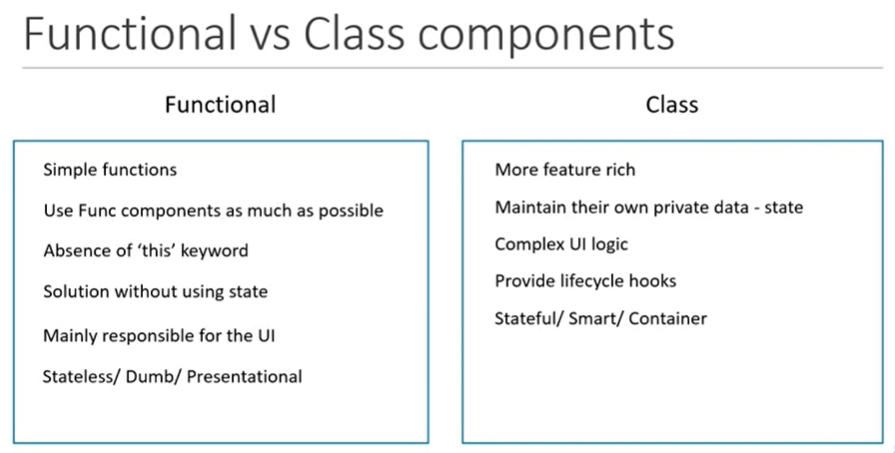 Functional vs Class components
Functional
Simple functions
Use Func components as much as possible
Absence of ‘this’ keyword
Solution without using state
Mainly responsible for the UI
Stateless/ Dumb/ Presentational
Class
More feature rich
Maintain their own private data - state
Complex UI logic
Provide lifecycle hooks
Stateful/ Smart/ Container